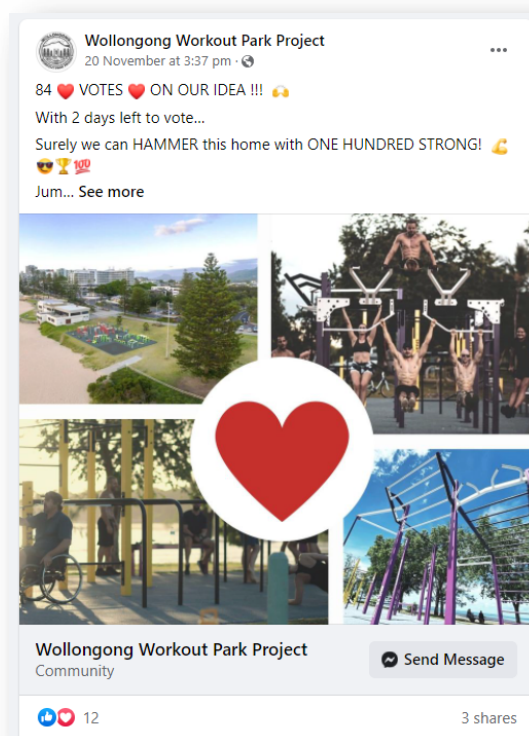 Wollongong Workout Park Project
20 November at 3:37 pm ·
84 ♥️ VOTES ♥️ ON OUR IDEA !!! 🙌
With 2 days left to vote...
Surely we can HAMMER this home with ONE HUNDRED STRONG! 💪
😎🏆💯
Jum... See more
Wollongong Workout Park Project
Community
Send Message
12
3 shares